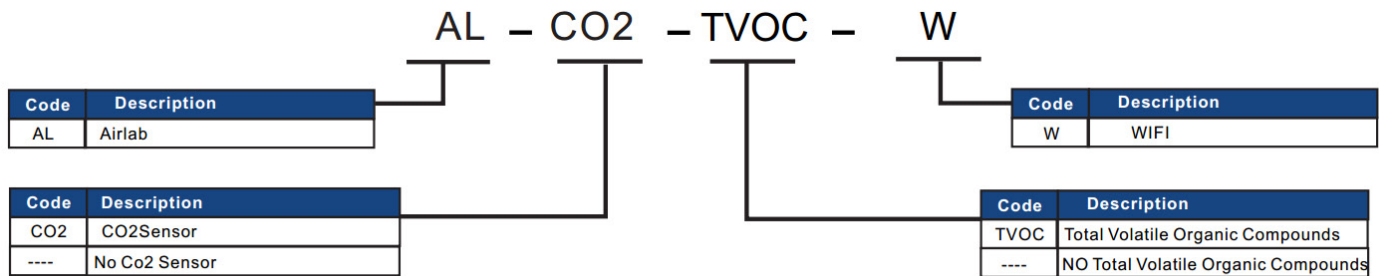 AL – CO2 – TVOC – W
Code Description
AL Airlab
Code Description
W WIFI
Code Description
CO2 CO2Sensor
---- No Co2 Sensor
Code Description
TVOC Total Volatile Organic Compounds
---- NO Total Volatile Organic Compounds